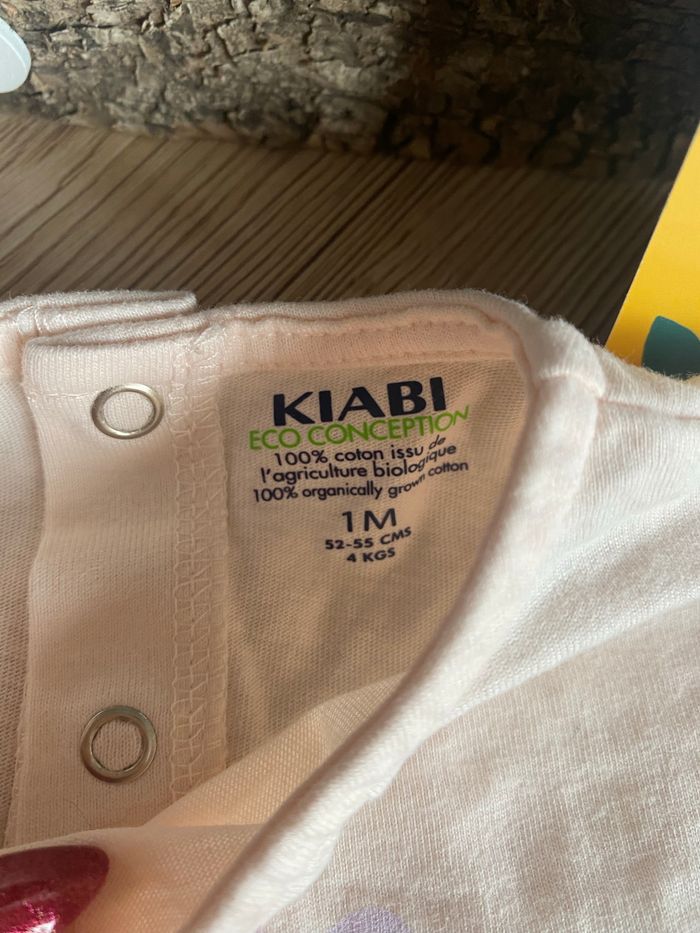 KIABI
ECO CONCEPTION
100% coton issu de
l'agriculture biologique
100% organically grown cotton
1M
52-55 CMS
4 KGS